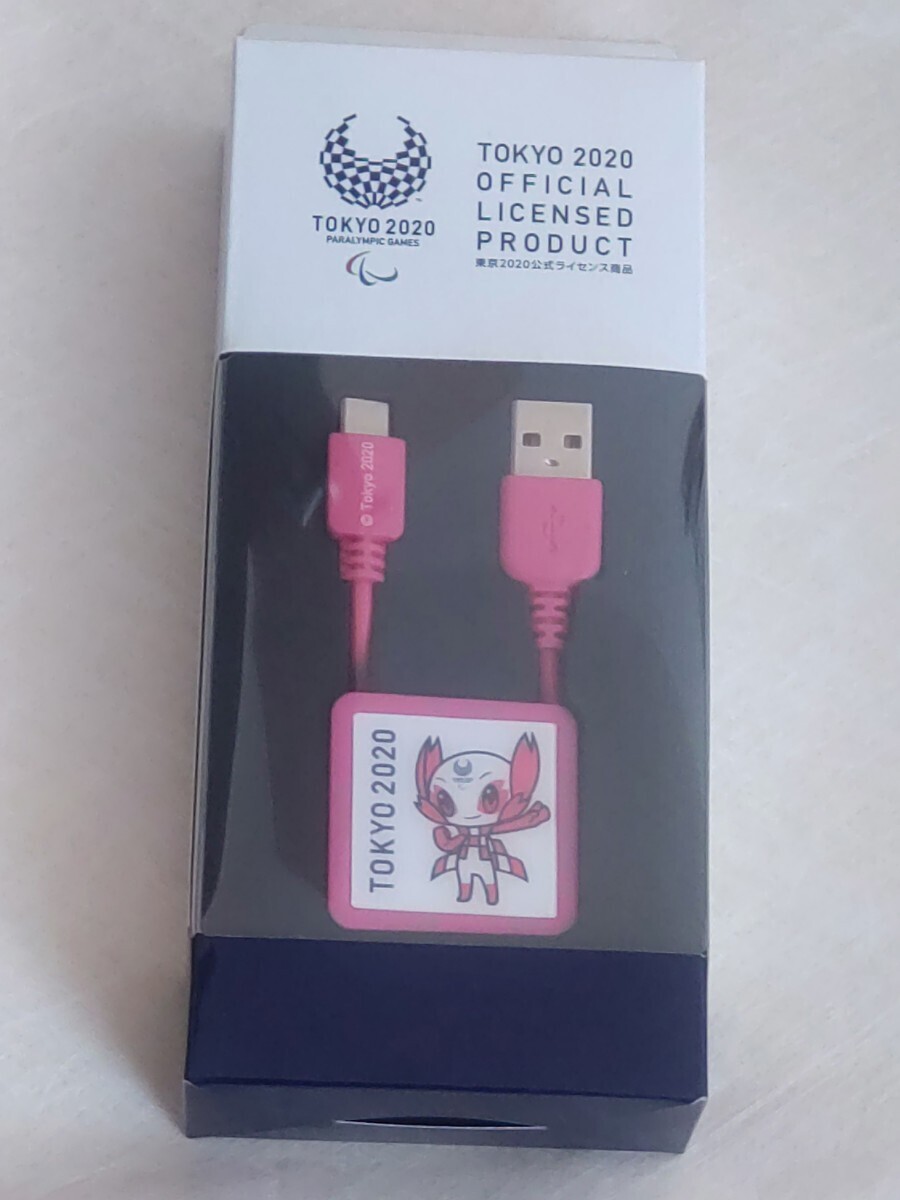 TOKYO 2020
PARALYMPIC GAMES
TOKYO 2020
OFFICIAL
LICENSED
PRODUCT
東京2020公式ライセンス商品
© Tokyo 2020
TOKYO 2020